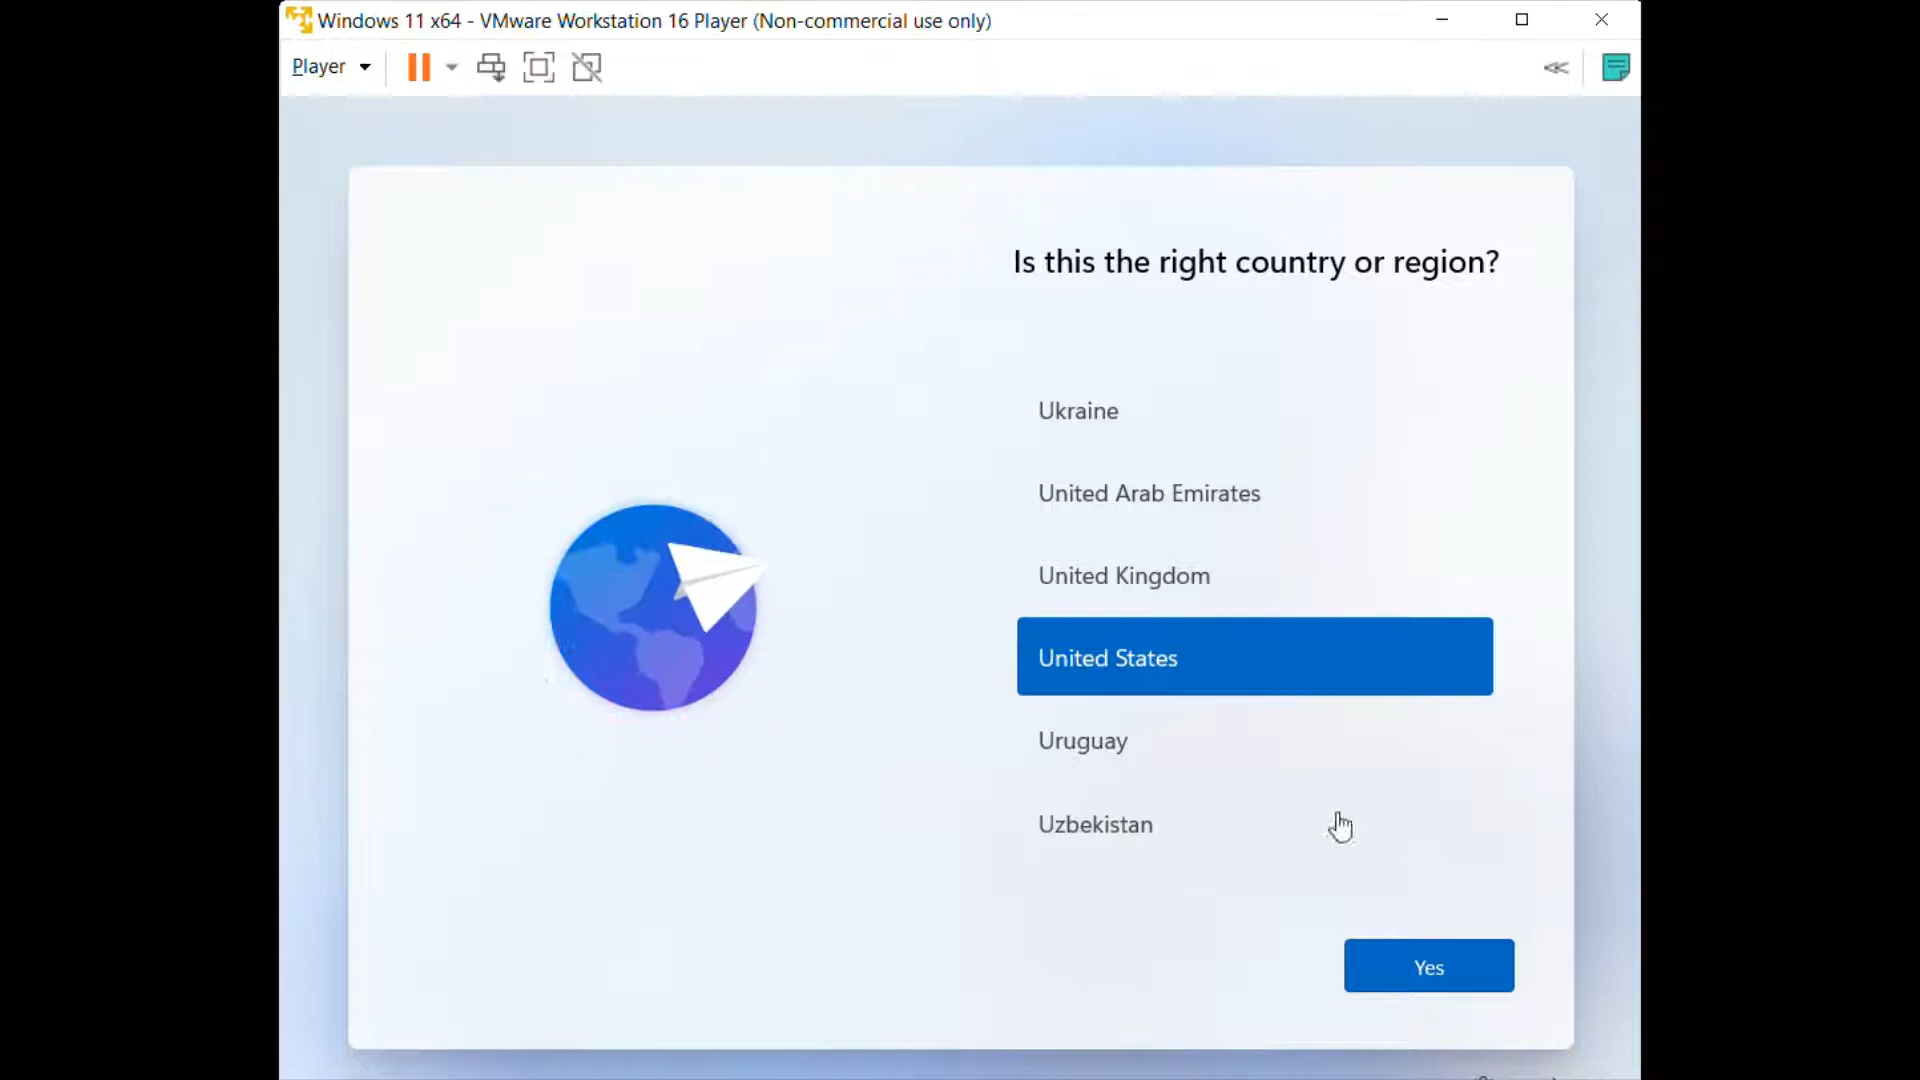 Windows 11 x64 - VMware Workstation 16 Player (Non-commercial use only)
Player
Is this the right country or region?
Ukraine
United Arab Emirates
United Kingdom
United States
Uruguay
Uzbekistan
Yes